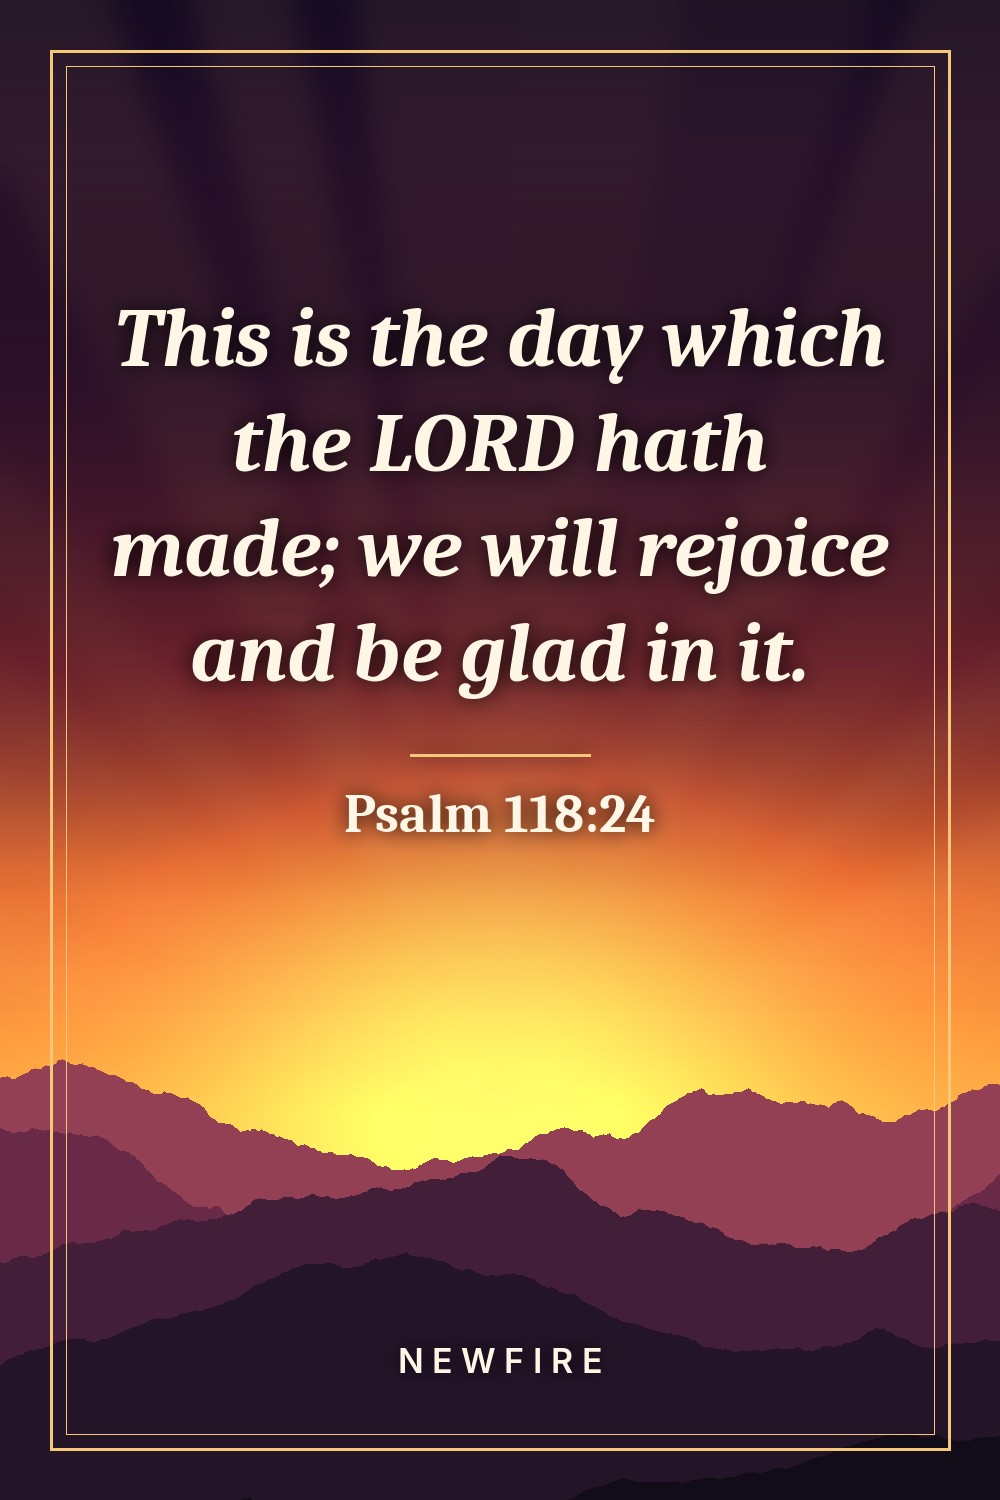 This is the day which
the LORD hath
made; we will rejoice
and be glad in it.
Psalm 118:24
NEWFIRE